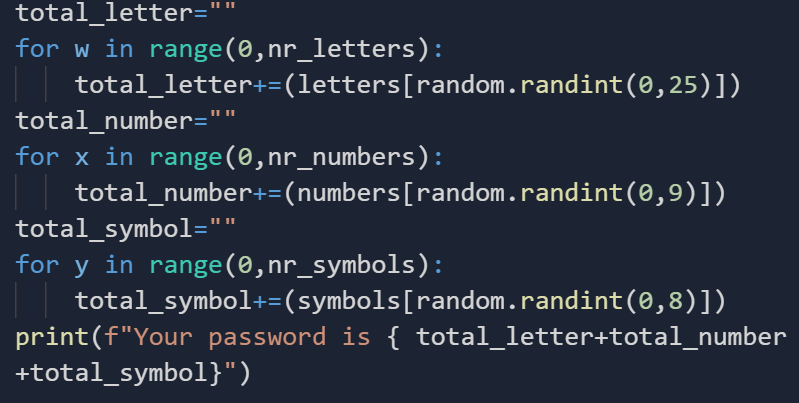 total_letter=""
for w in range(0,nr_letters):
    total_letter+=(letters[random.randint(0,25)])
total_number=""
for x in range(0,nr_numbers):
    total_number+=(numbers[random.randint(0,9)])
total_symbol=""
for y in range(0,nr_symbols):
    total_symbol+=(symbols[random.randint(0,8)])
print(f"Your password is { total_letter+total_number
+total_symbol}")